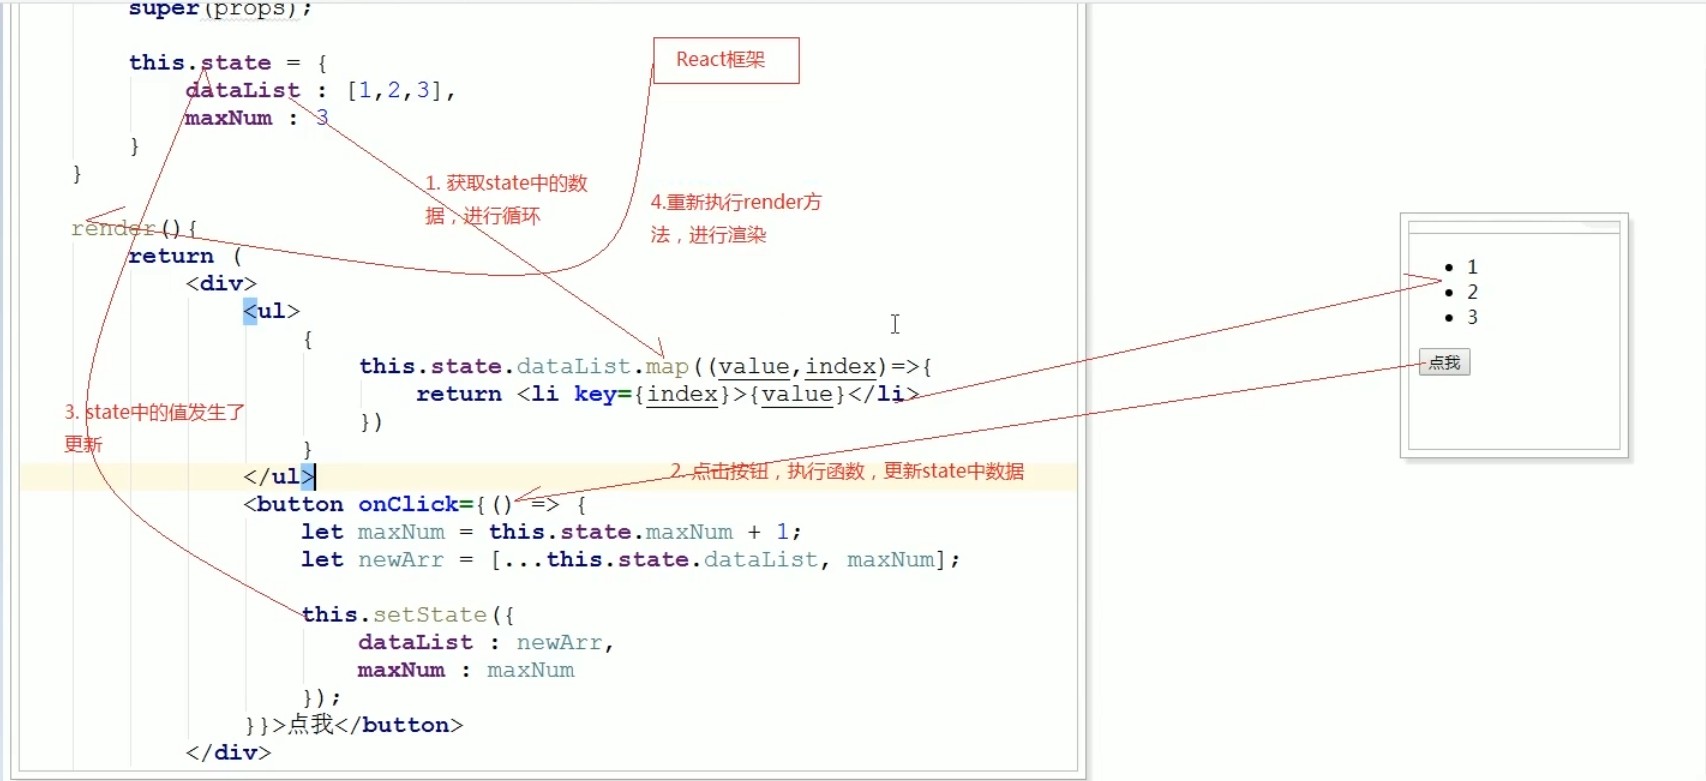 super(props);
this.state = {
dataList : [1,2,3],
maxNum : 3
}
}
React框架
1. 获取state中的数
据，进行循环
4.重新执行render方
法，进行渲染
render(){
return (
<div>
<ul>
{
this.state.dataList.map((value,index)=>{
return <li key={index}>{value}</li>
})
}
</ul>
3. state中的值发生了
更新
2. 点击按钮，执行函数，更新state中数据
<button onClick={() => {
let maxNum = this.state.maxNum + 1;
let newArr = [...this.state.dataList, maxNum];
this.setState({
dataList : newArr,
maxNum : maxNum
});
}}>点我</button>
</div>
1
2
3
点我